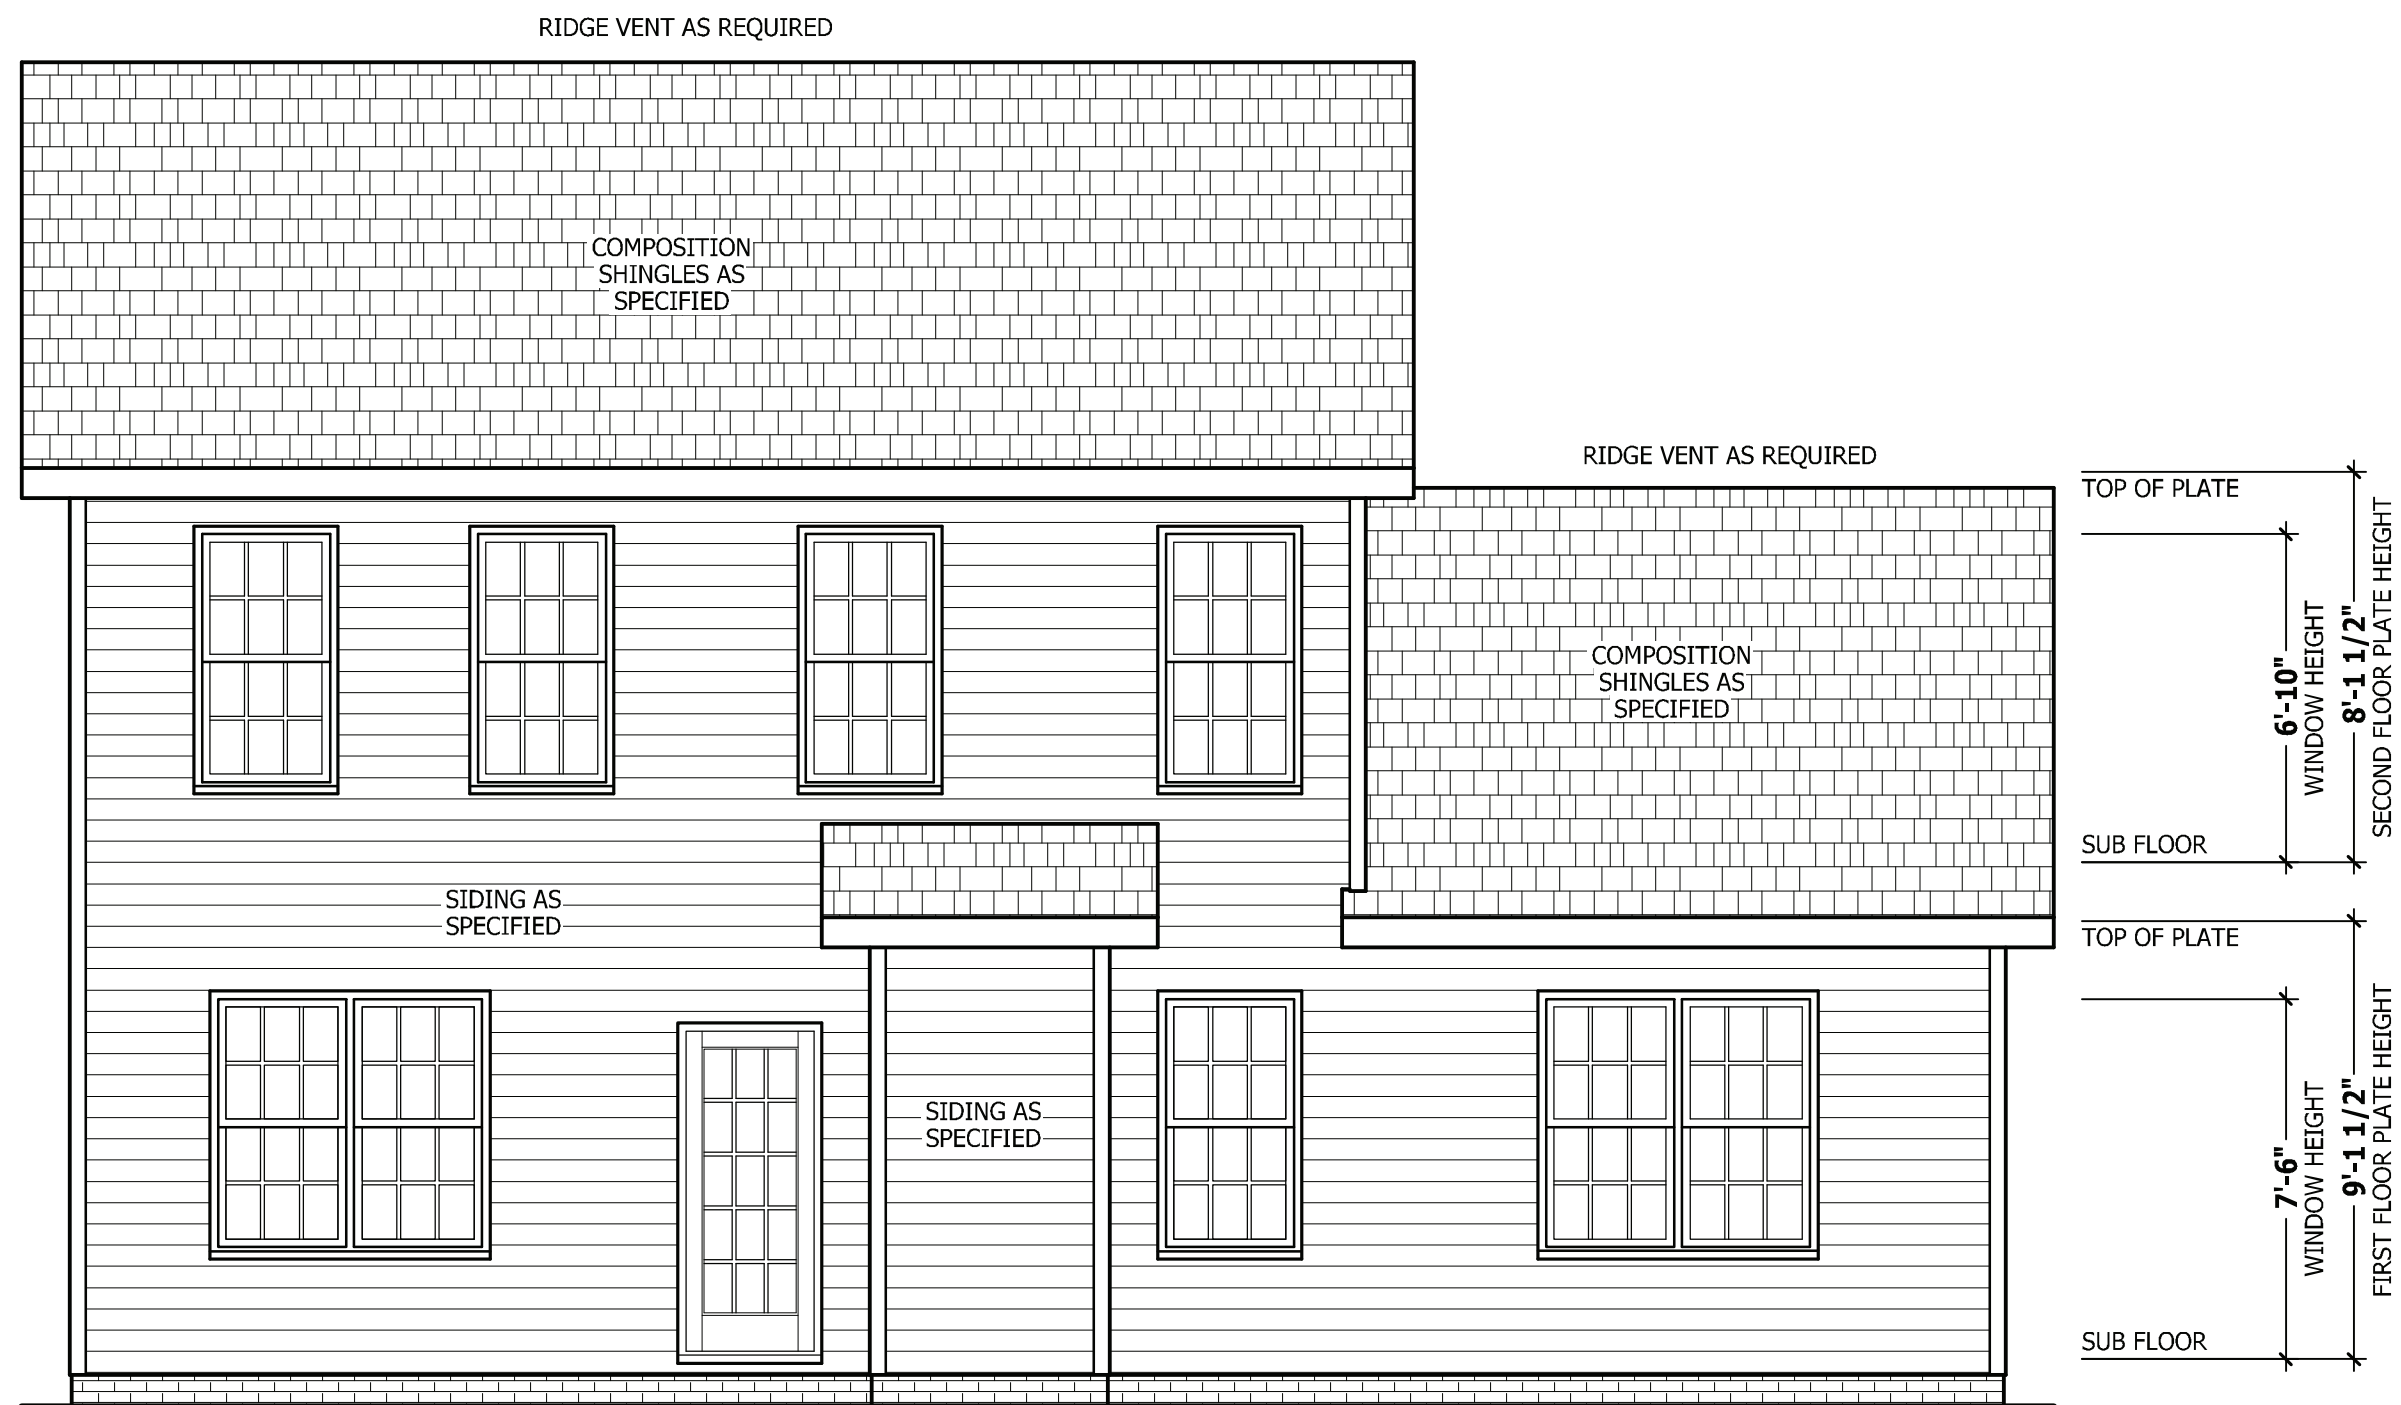 RIDGE VENT AS REQUIRED
COMPOSITION
SHINGLES AS
SPECIFIED
RIDGE VENT AS REQUIRED
TOP OF PLATE
COMPOSITION
SHINGLES AS
SPECIFIED
6'-10"
WINDOW HEIGHT
8'-1 1/2"
SECOND FLOOR PLATE HEIGHT
SUB FLOOR
SIDING AS
SPECIFIED
TOP OF PLATE
SIDING AS
SPECIFIED
7'-6"
WINDOW HEIGHT
9'-1 1/2"
FIRST FLOOR PLATE HEIGHT
SUB FLOOR